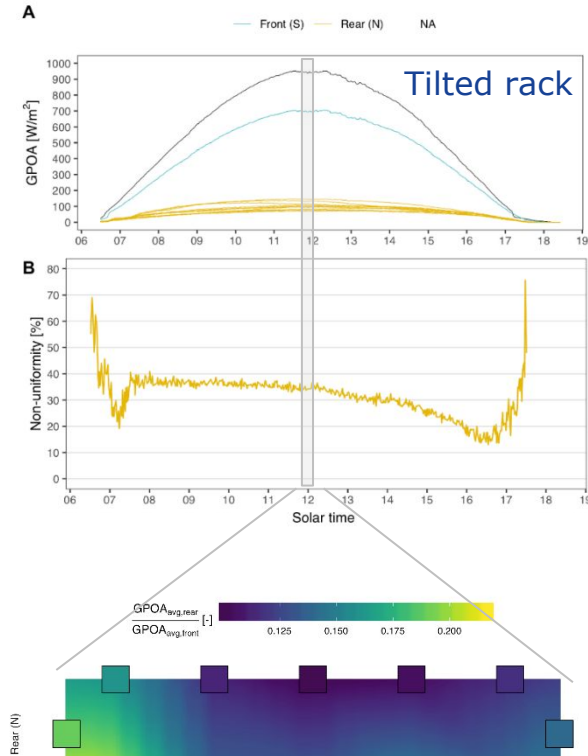 A
Front (S) Rear (N) NA
Tilted rack
GPOA [W/m²]
1000
900
800
700
600
500
400
300
200
100
0
06 07 08 09 10 11 12 13 14 15 16 17 18 19
B
Non-uniformity [%]
80
70
60
50
40
30
20
10
0
06 07 08 09 10 11 12 13 14 15 16 17 18 19
Solar time
GPOAavg,rear
GPOAavg,front
[-]
0.125 0.150 0.175 0.200
Rear (N)